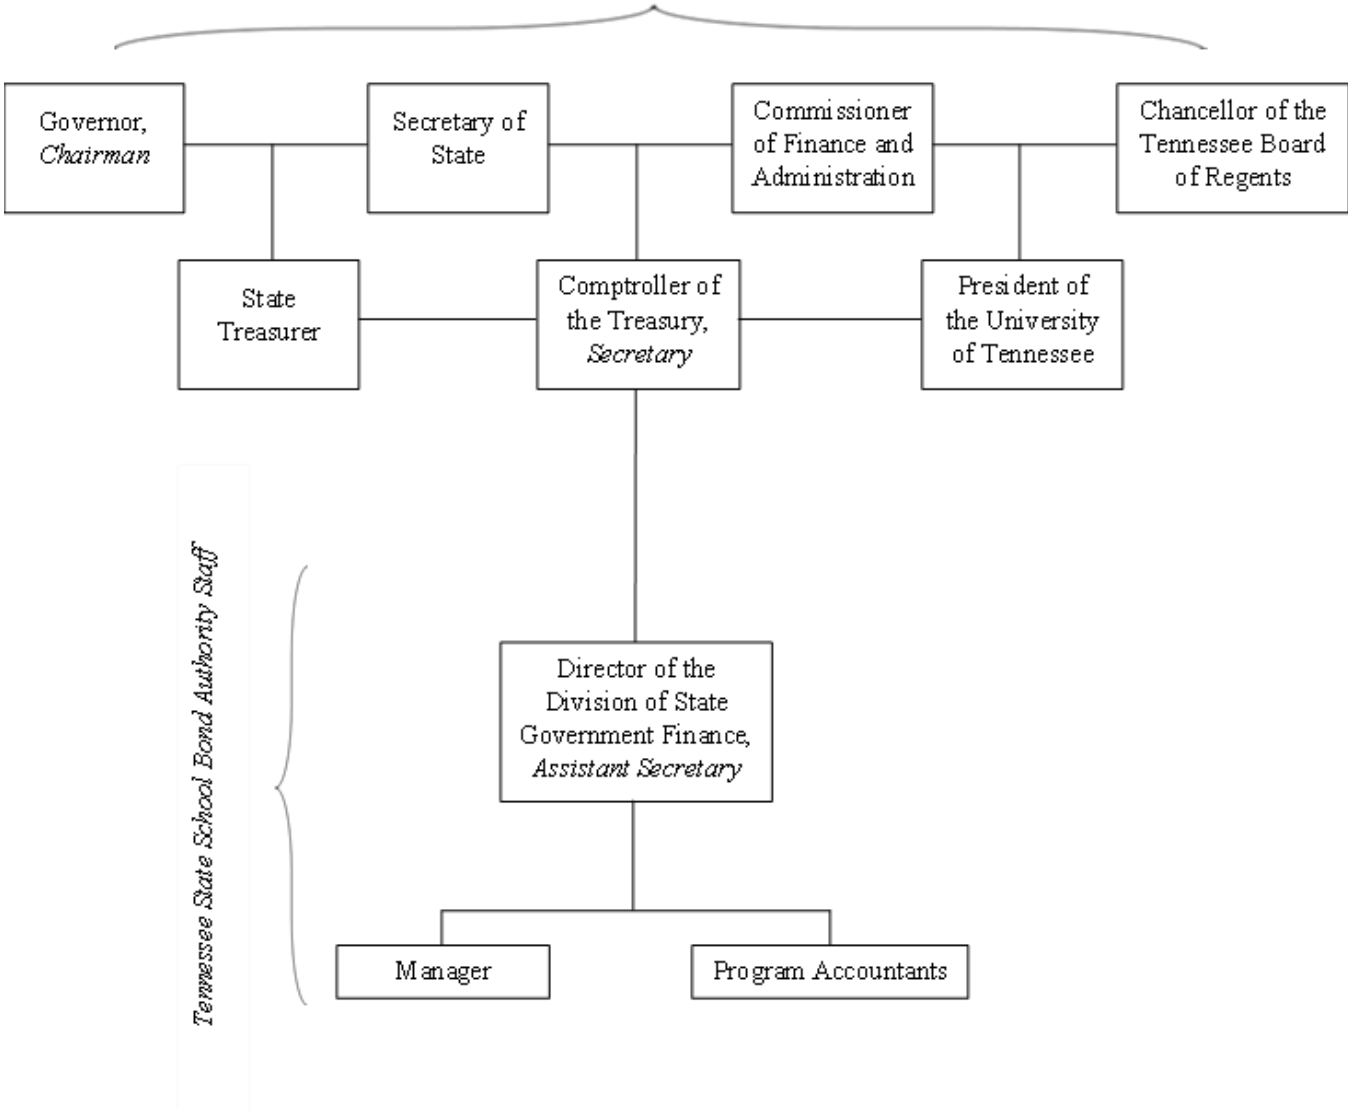 Governor,
Chairman
Secretary of
State
Commissioner
of Finance and
Administration
Chancellor of the
Tennessee Board
of Regents
State
Treasurer
Comptroller of
the Treasury,
Secretary
President of
the University
of Tennessee
Tennessee State School Bond Authority Staff
Director of the
Division of State
Government Finance,
Assistant Secretary
Manager
Program Accountants